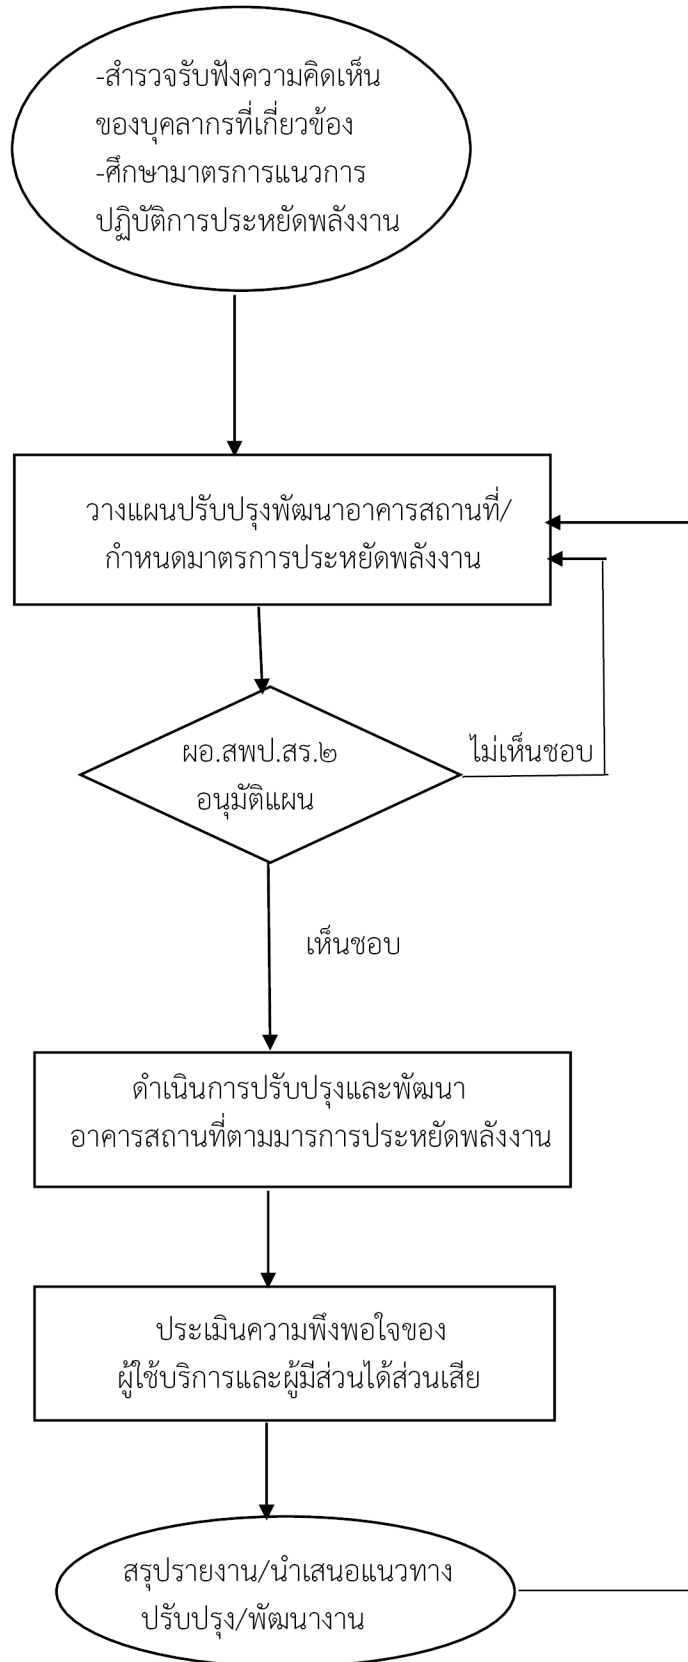 -สำรวจรับฟังความคิดเห็น
ของบุคลากรที่เกี่ยวข้อง
-ศึกษามาตรการแนวการ
ปฏิบัติการประหยัดพลังงาน
วางแผนปรับปรุงพัฒนาอาคารสถานที่/
กำหนดมาตรการประหยัดพลังงาน
ผอ.สพป.สร.๒
อนุมัติแผน
ไม่เห็นชอบ
เห็นชอบ
ดำเนินการปรับปรุงและพัฒนา
อาคารสถานที่ตามมารการประหยัดพลังงาน
ประเมินความพึงพอใจของ
ผู้ใช้บริการและผู้มีส่วนได้ส่วนเสีย
สรุปรายงาน/นำเสนอแนวทาง
ปรับปรุง/พัฒนางาน